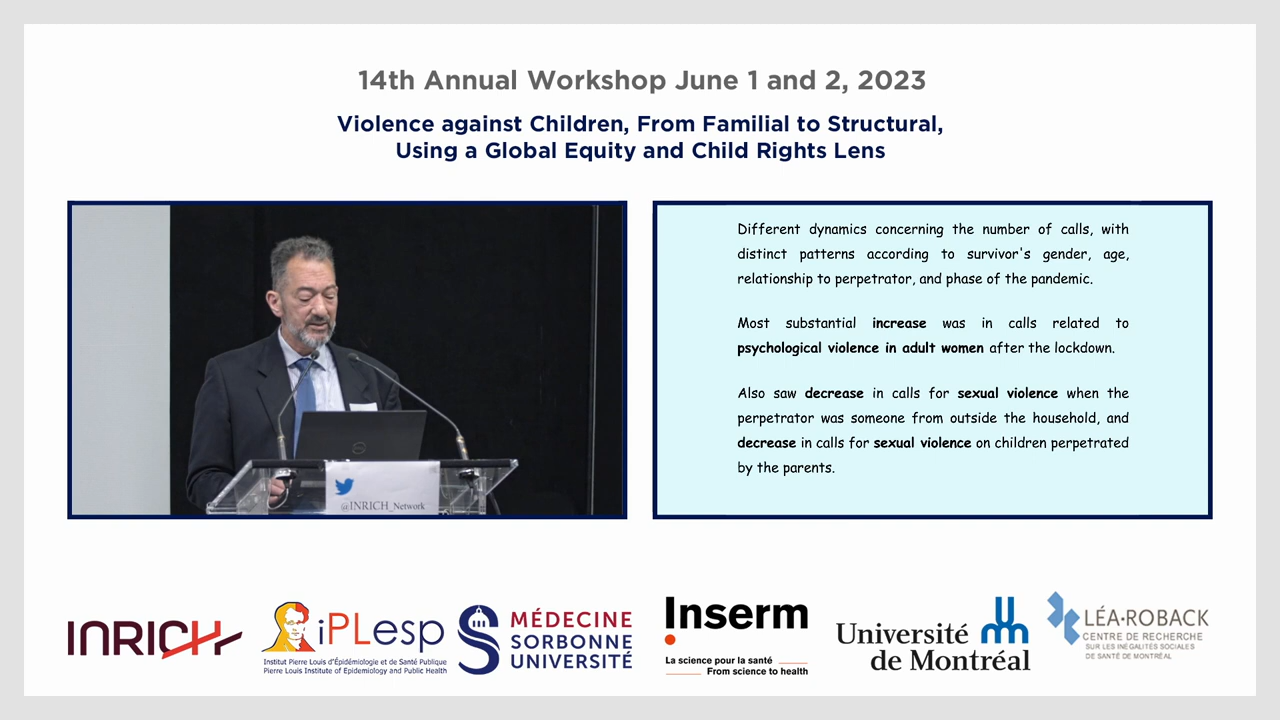 14th Annual Workshop June 1 and 2, 2023
Violence against Children, From Familial to Structural,
Using a Global Equity and Child Rights Lens
Different dynamics concerning the number of calls, with
distinct patterns according to survivor's gender, age,
relationship to perpetrator, and phase of the pandemic.
Most substantial increase was in calls related to
psychological violence in adult women after the lockdown.
Also saw decrease in calls for sexual violence when the
perpetrator was someone from outside the household, and
decrease in calls for sexual violence on children perpetrated
by the parents.
@INRICH_Network
INRICH
iPLesp
Institut Pierre Louis d'Épidémiologie et de Santé Publique
Pierre Louis Institute of Epidemiology and Public Health
MÉDECINE
SORBONNE
UNIVERSITÉ
Inserm
La science pour la santé
From science to health
Université
de Montréal
LÉA-ROBACK
CENTRE DE RECHERCHE
SUR LES INÉGALITÉS SOCIALES
DE SANTÉ DE MONTRÉAL